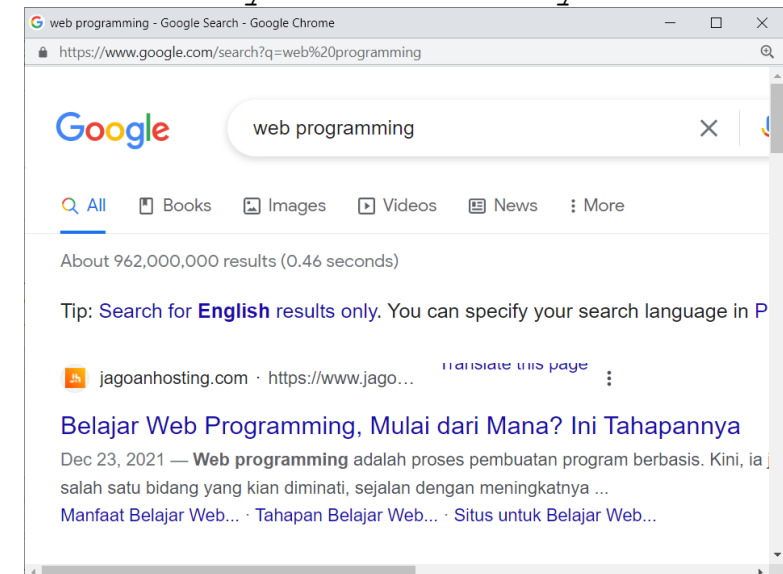 web programming - Google Search - Google Chrome
https://www.google.com/search?q=web%20programming
Google
web programming
All Books Images Videos News More
About 962,000,000 results (0.46 seconds)
Tip: Search for English results only. You can specify your search language in P
jagoanhosting.com · https://www.jago... Translate this page
Belajar Web Programming, Mulai dari Mana? Ini Tahapannya
Dec 23, 2021 — Web programming adalah proses pembuatan program berbasis. Kini, ia j
salah satu bidang yang kian diminati, sejalan dengan meningkatnya ...
Manfaat Belajar Web... · Tahapan Belajar Web... · Situs untuk Belajar Web...